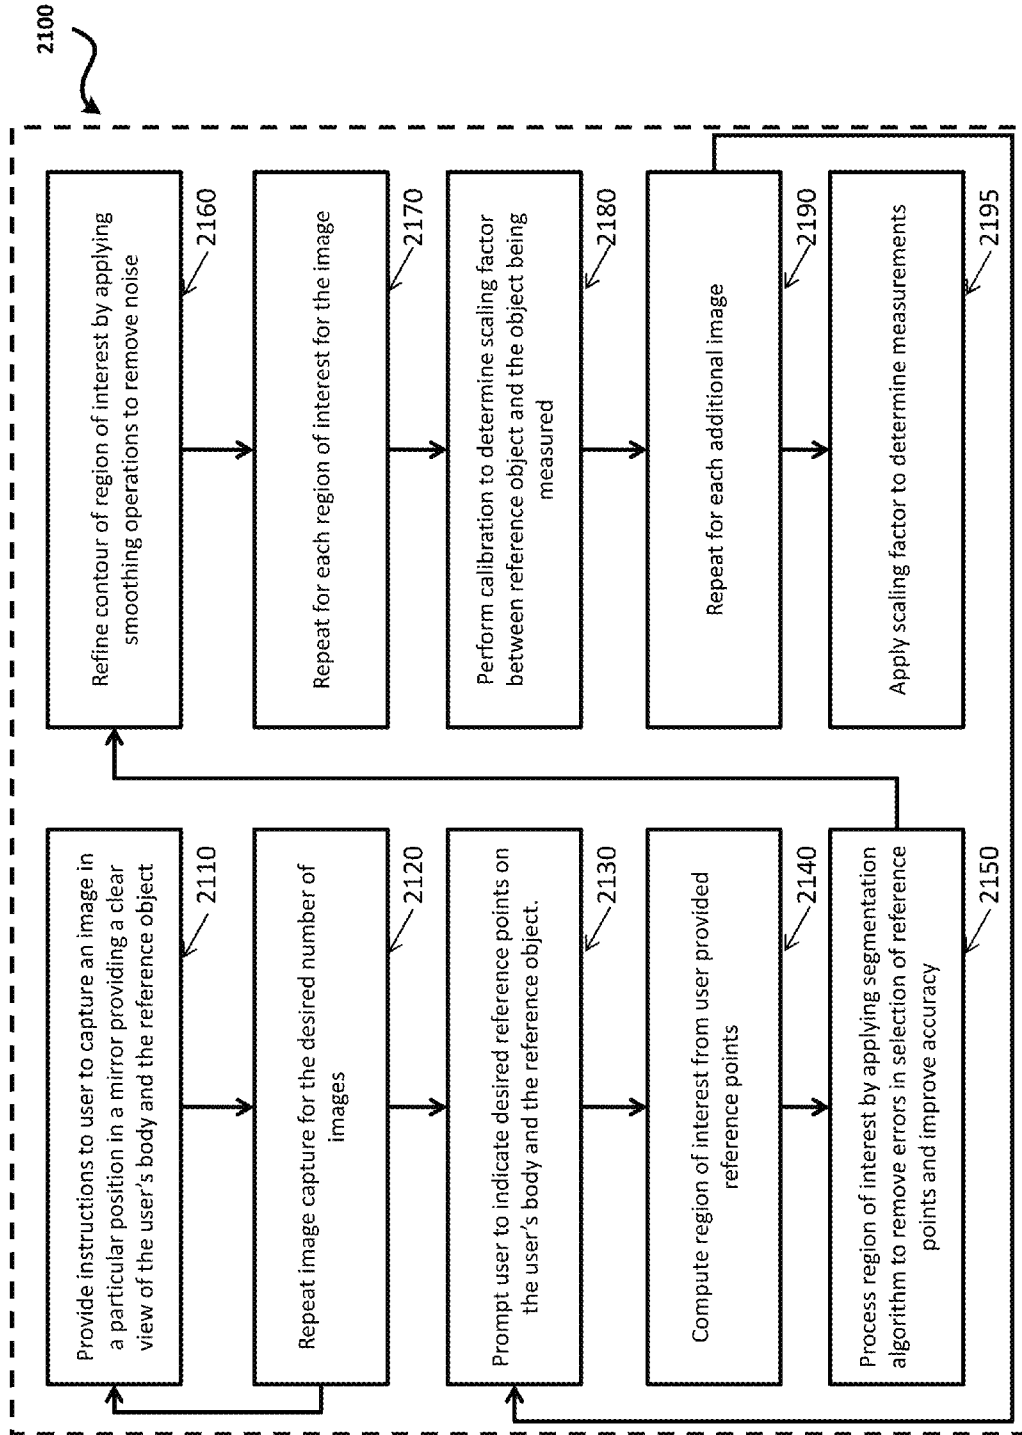 2100
Provide instructions to user to capture an image in
a particular position in a mirror providing a clear
view of the user's body and the reference object
2110
Repeat image capture for the desired number of
images
2120
Prompt user to indicate desired reference points on
the user's body and the reference object.
2130
Compute region of interest from user provided
reference points
2140
Process region of interest by applying segmentation
algorithm to remove errors in selection of reference
points and improve accuracy
2150
Refine contour of region of interest by applying
smoothing operations to remove noise
2160
Repeat for each region of interest for the image
2170
Perform calibration to determine scaling factor
between reference object and the object being
measured
2180
Repeat for each additional image
2190
Apply scaling factor to determine measurements
2195